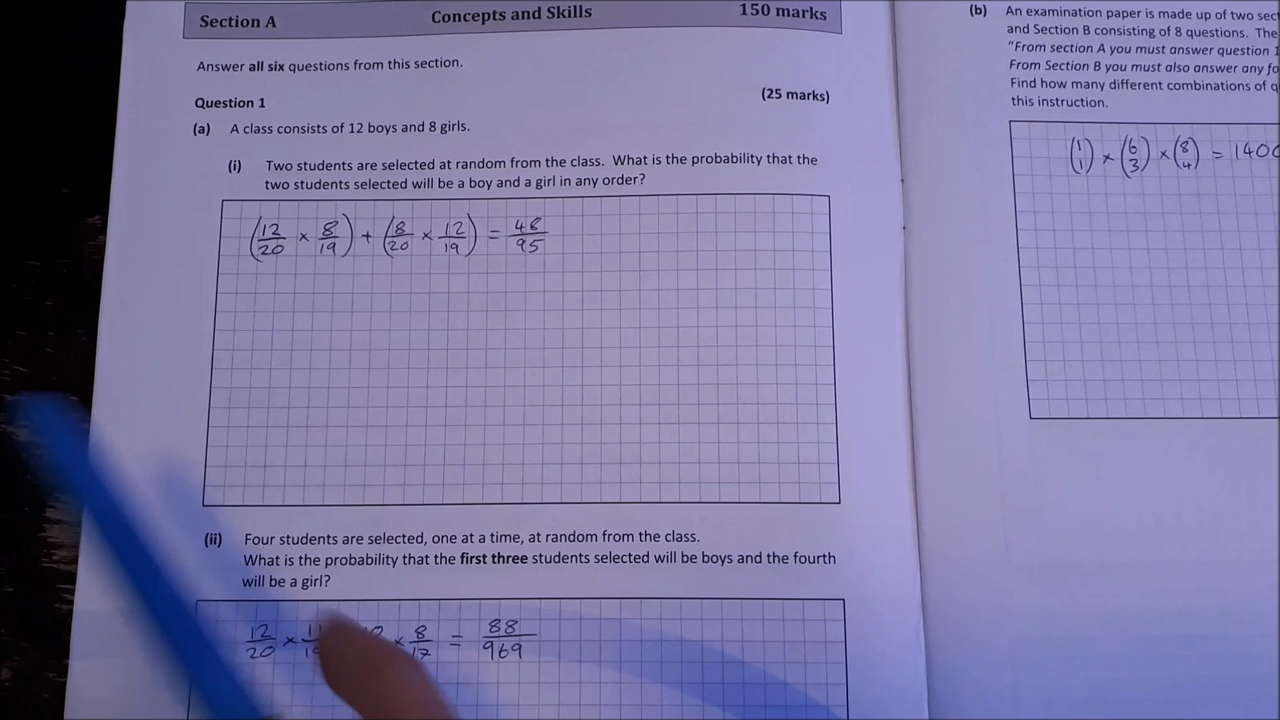 Section A Concepts and Skills 150 marks
Answer all six questions from this section.
Question 1 (25 marks)
(a) A class consists of 12 boys and 8 girls.
(i) Two students are selected at random from the class. What is the probability that the
two students selected will be a boy and a girl in any order?
(12/20 × 8/19) + (8/20 × 12/19) = 48/95
(ii) Four students are selected, one at a time, at random from the class.
What is the probability that the first three students selected will be boys and the fourth
will be a girl?
12/20 × × 8/17 = 88/969
(b) An examination paper is made up of two
and Section B consisting of 8 questions. The
"From section A you must answer question 1
From Section B you must also answer any
Find how many different combinations of
this instruction.
(1 1) × (6 3) × (8 4) = 1400